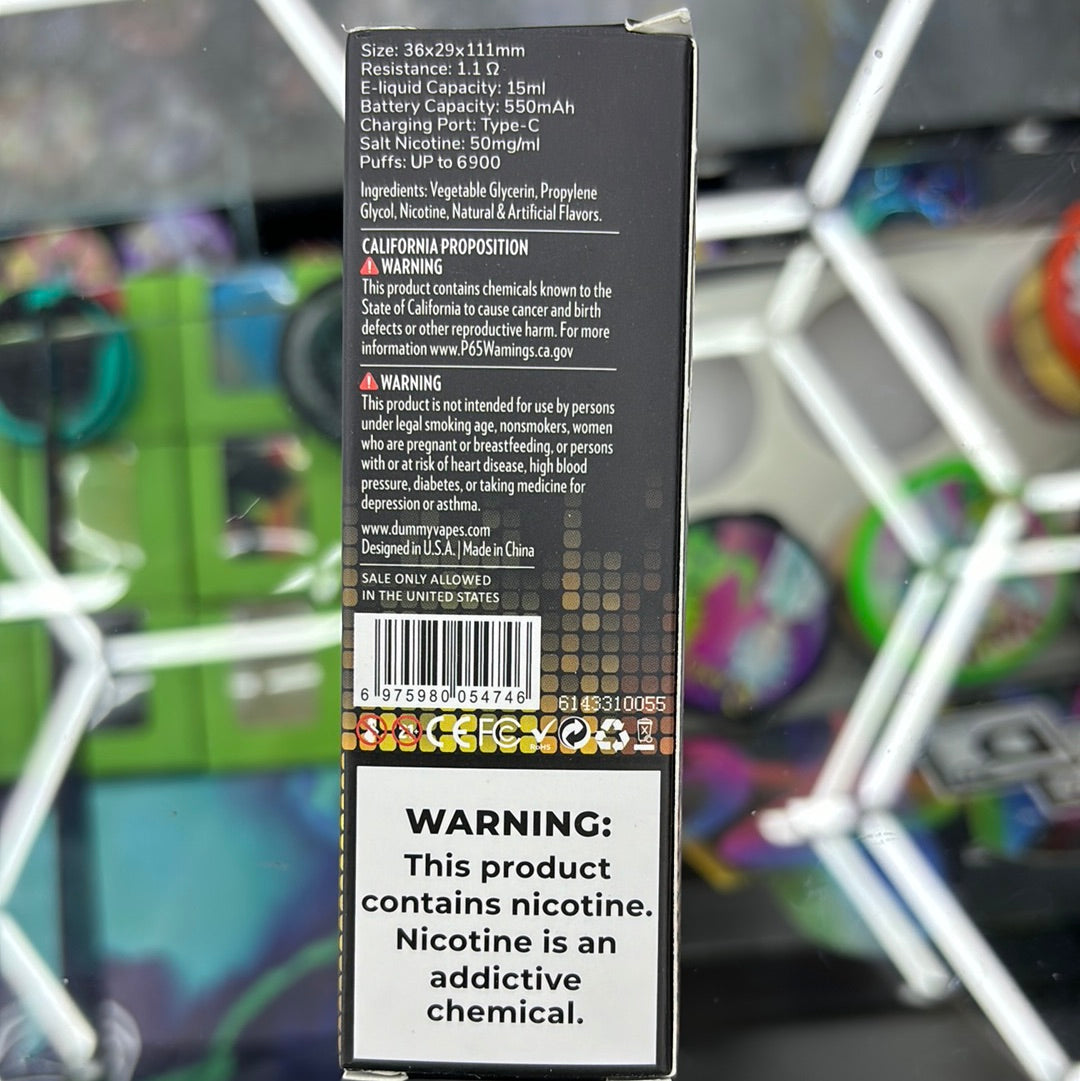 Size: 36x29x111mm
Resistance: 1.1 Ω
E-liquid Capacity: 15ml
Battery Capacity: 550mAh
Charging Port: Type-C
Salt Nicotine: 50mg/ml
Puffs: UP to 6900
Ingredients: Vegetable Glycerin, Propylene
Glycol, Nicotine, Natural & Artificial Flavors.
CALIFORNIA PROPOSITION
WARNING
This product contains chemicals known to the
State of California to cause cancer and birth
defects or other reproductive harm. For more
information www.P65Wamings.ca.gov
WARNING
This product is not intended for use by persons
under legal smoking age, nonsmokers, women
who are pregnant or breastfeeding, or persons
with or at risk of heart disease, high blood
pressure, diabetes, or taking medicine for
depression or asthma.
www.dummyvapes.com
Designed in U.S.A. | Made in China
SALE ONLY ALLOWED
IN THE UNITED STATES
6 975980 054746
6143310055
CE FC RoHS
WARNING:
This product
contains nicotine.
Nicotine is an
addictive
chemical.